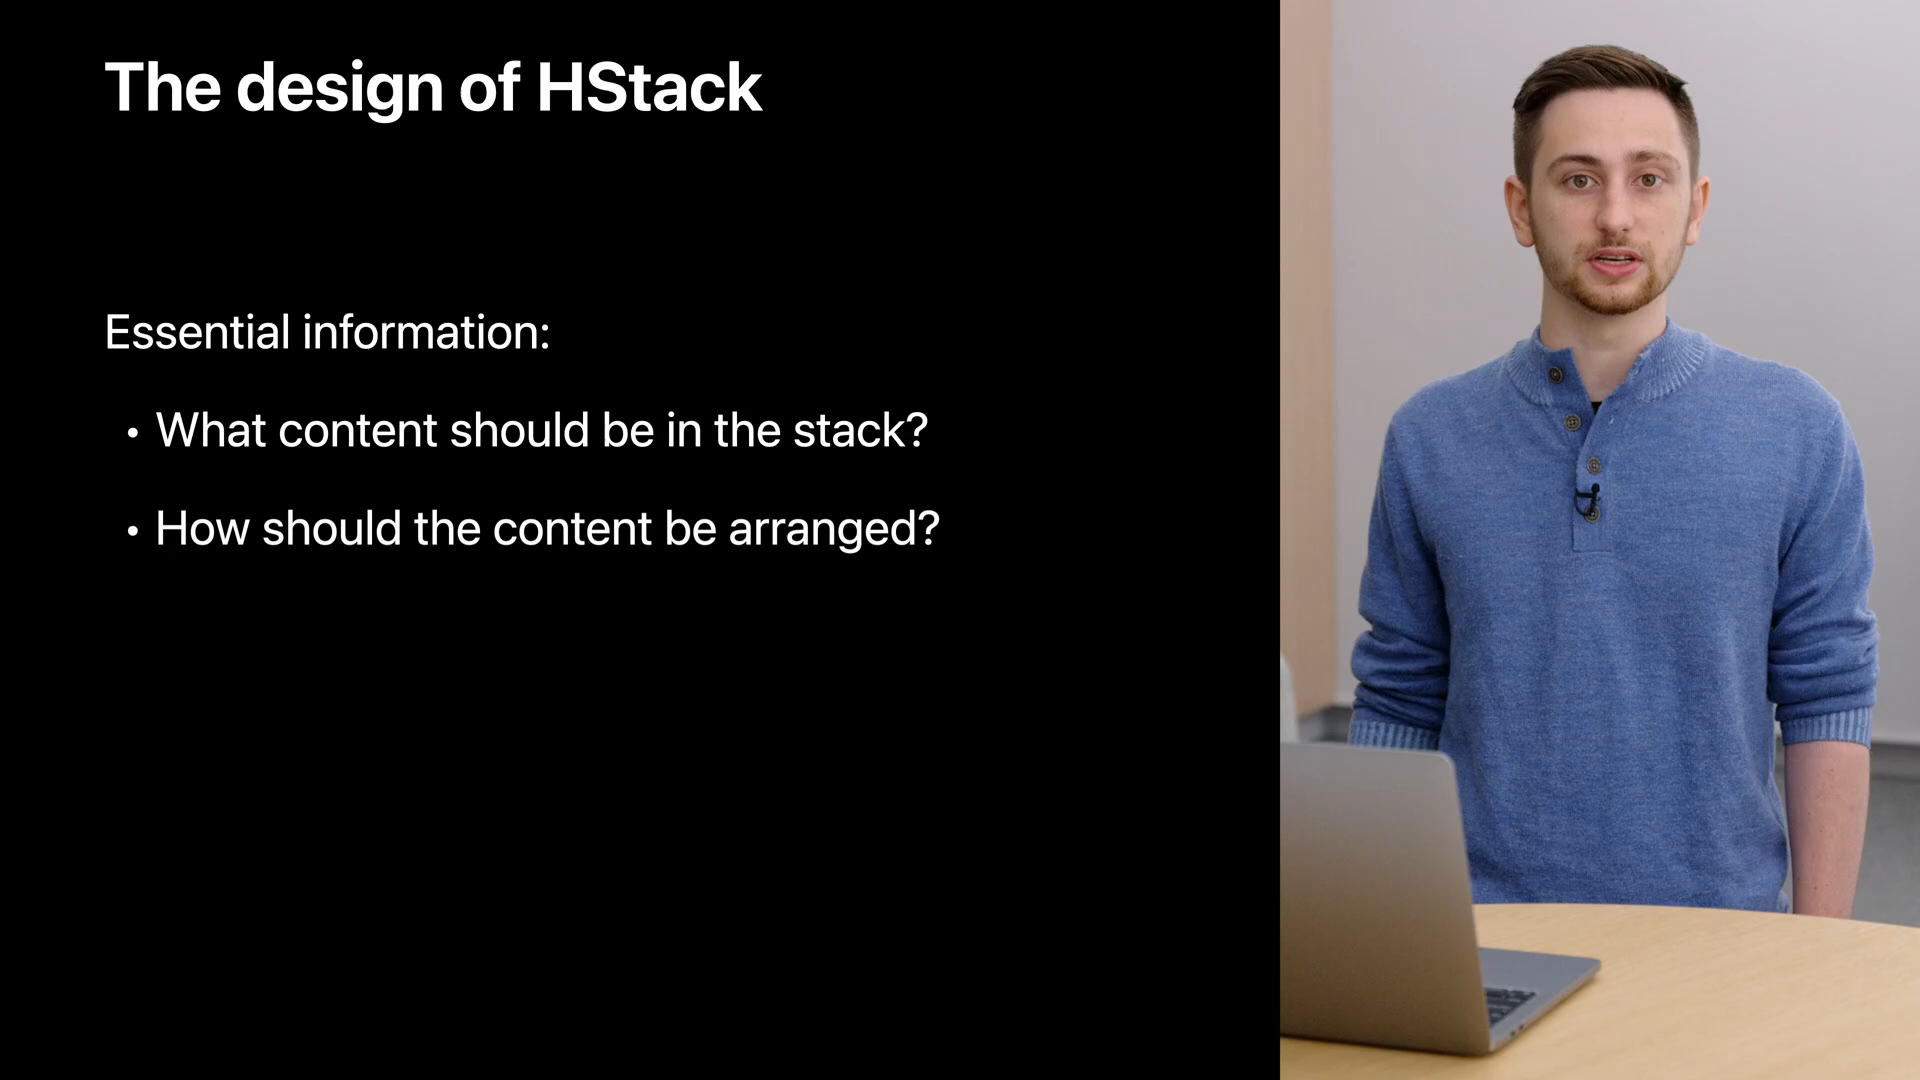 The design of HStack
Essential information:
• What content should be in the stack?
• How should the content be arranged?